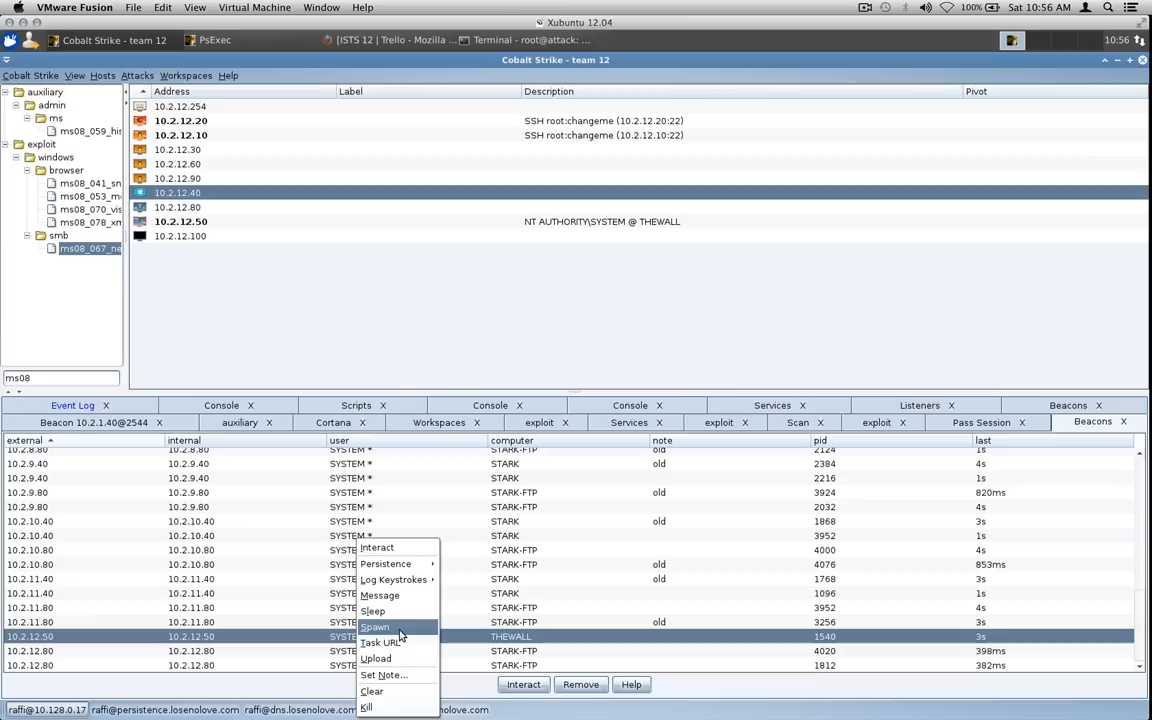 VMware Fusion File Edit View Virtual Machine Window Help 100% Sat 10:56 AM
Xubuntu 12.04
Cobalt Strike - team 12 PsExec [ISTS 12 | Trello - Mozilla ... Terminal - root@attack: ... 10:56
Cobalt Strike - team 12
Cobalt Strike View Hosts Attacks Workspaces Help
auxiliary
admin
ms
ms08_059_his
exploit
windows
browser
ms08_041_sn
ms08_053_m
ms08_070_vis
ms08_078_xm
smb
ms08_067_ne
ms08
Address Label Description Pivot
10.2.12.254
10.2.12.20 SSH root:changeme (10.2.12.20:22)
10.2.12.10 SSH root:changeme (10.2.12.10:22)
10.2.12.30
10.2.12.60
10.2.12.90
10.2.12.40
10.2.12.80
10.2.12.50 NT AUTHORITY\SYSTEM @ THEWALL
10.2.12.100
Event Log X Console X Scripts X Console X Console X Services X Listeners X Beacons X
Beacon 10.2.1.40@2544 X auxiliary X Cortana X Workspaces X exploit X Services X exploit X Scan X exploit X Pass Session X Beacons X
external internal user computer note pid last
10.2.8.80 10.2.8.80 SYSTEM * STARK-FTP old 2124 1s
10.2.9.40 10.2.9.40 SYSTEM * STARK old 2384 4s
10.2.9.40 10.2.9.40 SYSTEM * STARK 2216 1s
10.2.9.80 10.2.9.80 SYSTEM * STARK-FTP old 3924 820ms
10.2.9.80 10.2.9.80 SYSTEM * STARK-FTP 2032 4s
10.2.10.40 10.2.10.40 SYSTEM * STARK old 1868 3s
10.2.10.40 10.2.10.40 SYSTEM * STARK 3952 1s
10.2.10.80 10.2.10.80 SYSTE STARK-FTP 4000 4s
10.2.10.80 10.2.10.80 SYSTE STARK-FTP old 4076 853ms
10.2.11.40 10.2.11.40 SYSTE STARK old 1768 3s
10.2.11.40 10.2.11.40 SYSTE STARK 1096 1s
10.2.11.80 10.2.11.80 SYSTE STARK-FTP 3952 4s
10.2.11.80 10.2.11.80 SYSTE STARK-FTP old 3256 3s
10.2.12.50 10.2.12.50 SYSTE THEWALL 1540 3s
10.2.12.80 10.2.12.80 SYSTE STARK-FTP 4020 398ms
10.2.12.80 10.2.12.80 SYSTE STARK-FTP 1812 382ms
Interact
Persistence
Log Keystrokes
Message
Sleep
Spawn
Task URL
Upload
Set Note...
Clear
Kill
Interact Remove Help
raffi@10.128.0.17 raffi@persistence.losenolove.com raffi@dns.losenolove.com enolove.com